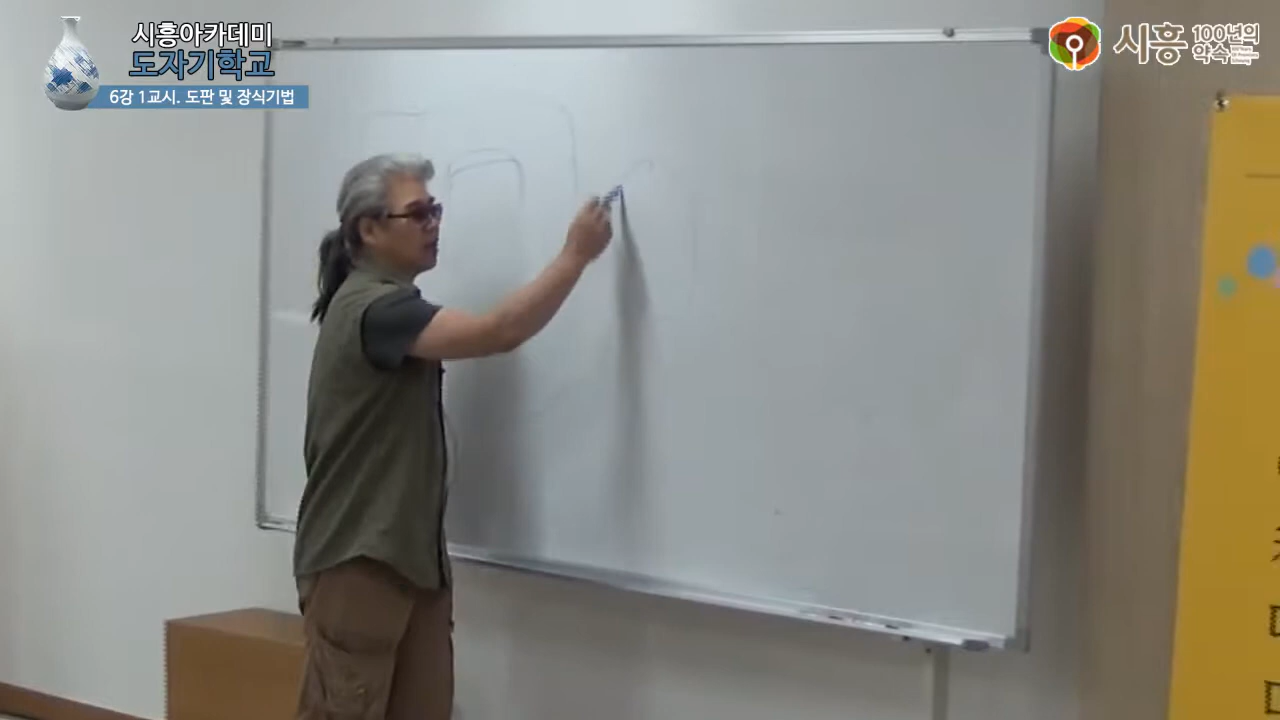 시흥아카데미
도자기학교
6강 1교시. 도판 및 장식기법
시흥
100년의
약속